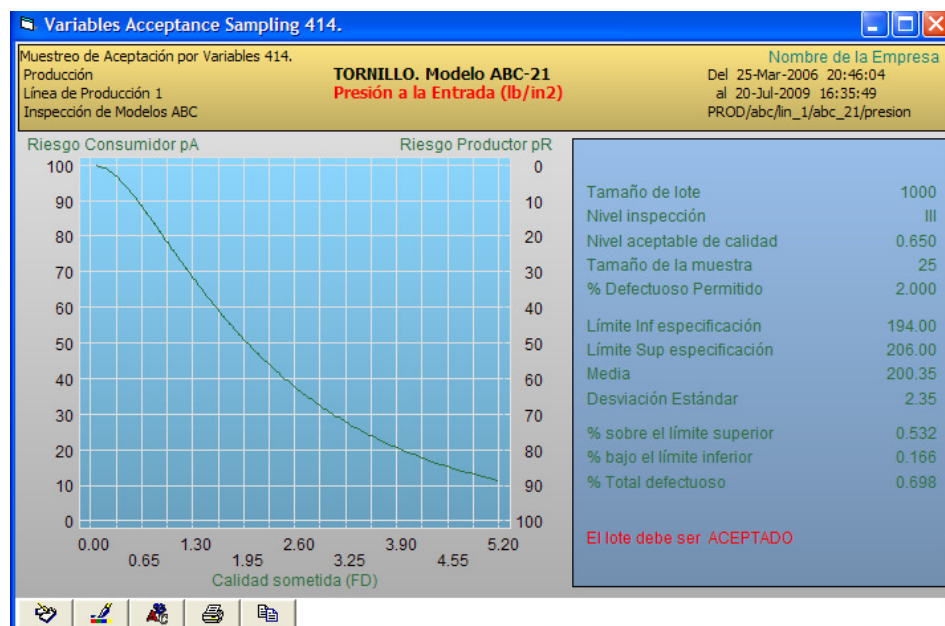 Variables Acceptance Sampling 414.
Muestreo de Aceptación por Variables 414.
Producción
Línea de Producción 1
Inspección de Modelos ABC
TORNILLO. Modelo ABC-21
Presión a la Entrada (lb/in2)
Nombre de la Empresa
Del 25-Mar-2006 20:46:04
al 20-Jul-2009 16:35:49
PROD/abc/lin_1/abc_21/presion
Riesgo Consumidor pA
Riesgo Productor pR
100 0
90 10
80 20
70 30
60 40
50 50
40 60
30 70
20 80
10 90
0 100
0.00 1.30 2.60 3.90 5.20
0.65 1.95 3.25 4.55
Calidad sometida (FD)
Tamaño de lote 1000
Nivel inspección III
Nivel aceptable de calidad 0.650
Tamaño de la muestra 25
% Defectuoso Permitido 2.000
Límite Inf especificación 194.00
Límite Sup especificación 206.00
Media 200.35
Desviación Estándar 2.35
% sobre el límite superior 0.532
% bajo el límite inferior 0.166
% Total defectuoso 0.698
El lote debe ser ACEPTADO